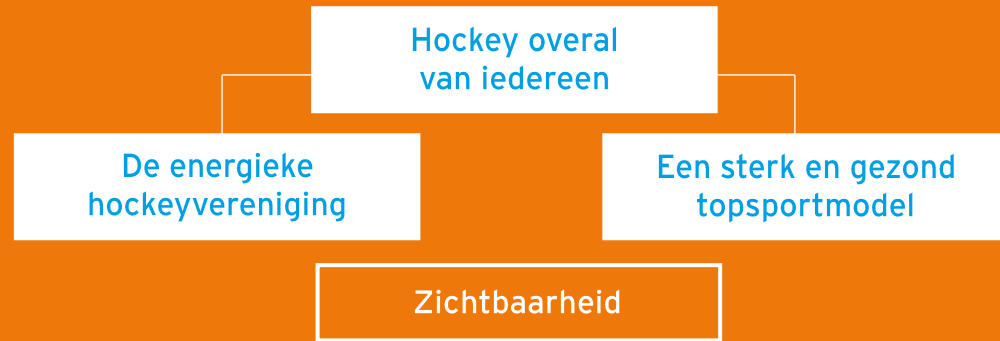 Hockey overal
van iedereen
De energieke
hockeyvereniging
Een sterk en gezond
topsportmodel
Zichtbaarheid